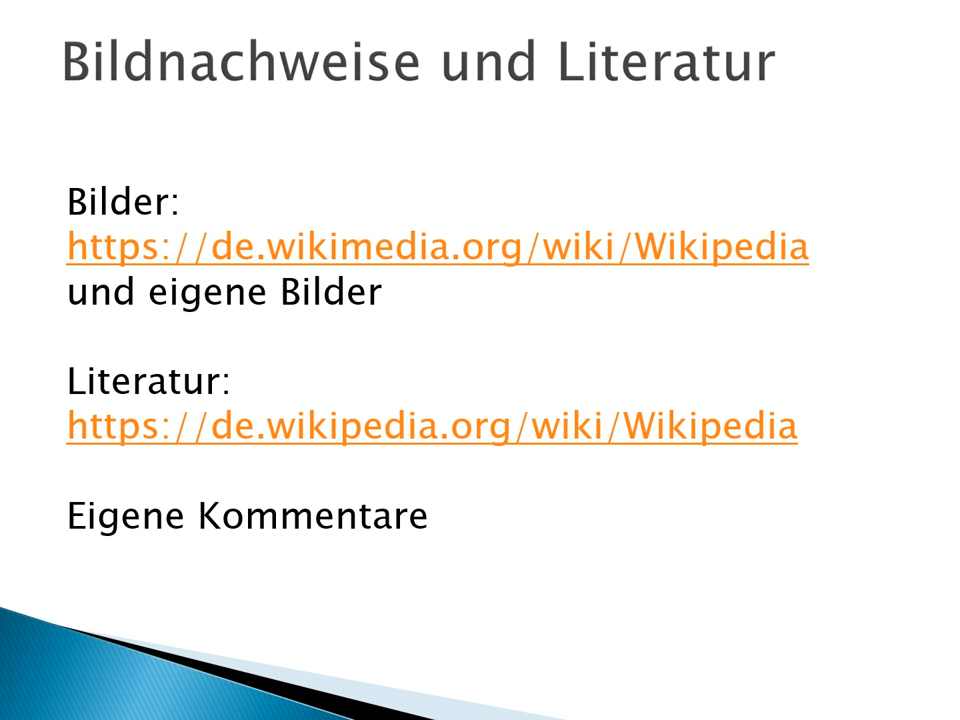 Bildnachweise und Literatur
Bilder:
https://de.wikimedia.org/wiki/Wikipedia
und eigene Bilder
Literatur:
https://de.wikipedia.org/wiki/Wikipedia
Eigene Kommentare